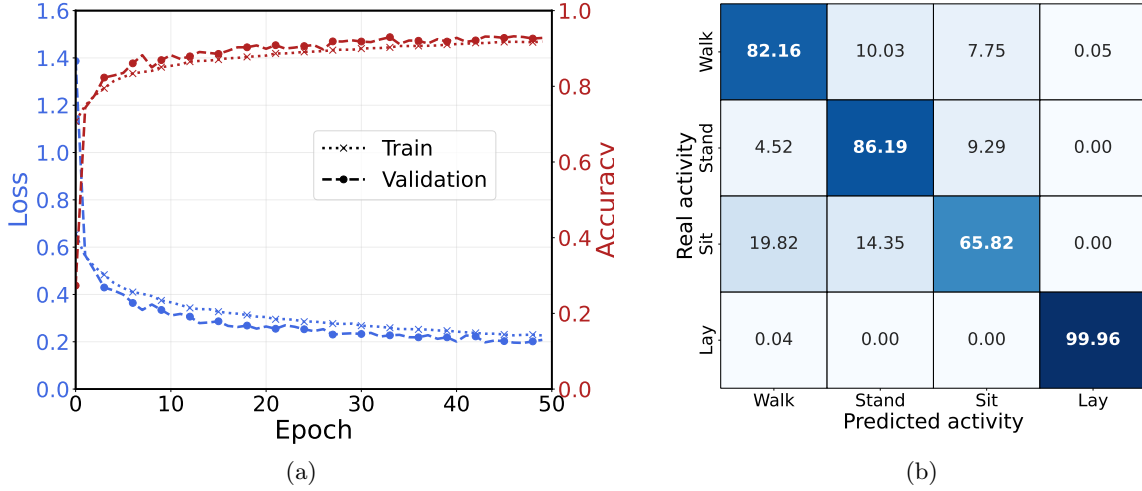 1.6
1.4
1.2
1.0
0.8
0.6
0.4
0.2
0.0
Loss
1.0
0.8
0.6
0.4
0.2
0.0
Accuracy
Train
Validation
0 10 20 30 40 50
Epoch
(a)
Real activity
Walk 82.16 10.03 7.75 0.05
Stand 4.52 86.19 9.29 0.00
Sit 19.82 14.35 65.82 0.00
Lay 0.04 0.00 0.00 99.96
Walk Stand Sit Lay
Predicted activity
(b)